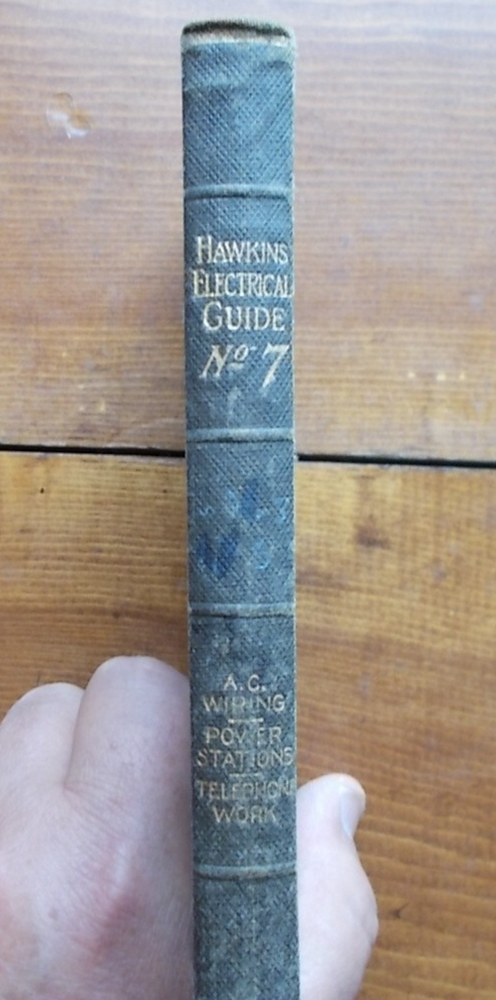 HAWKINS
ELECTRICAL
GUIDE
No. 7
A.C.
WIRING
POWER
STATIONS
TELEPHONE
WORK